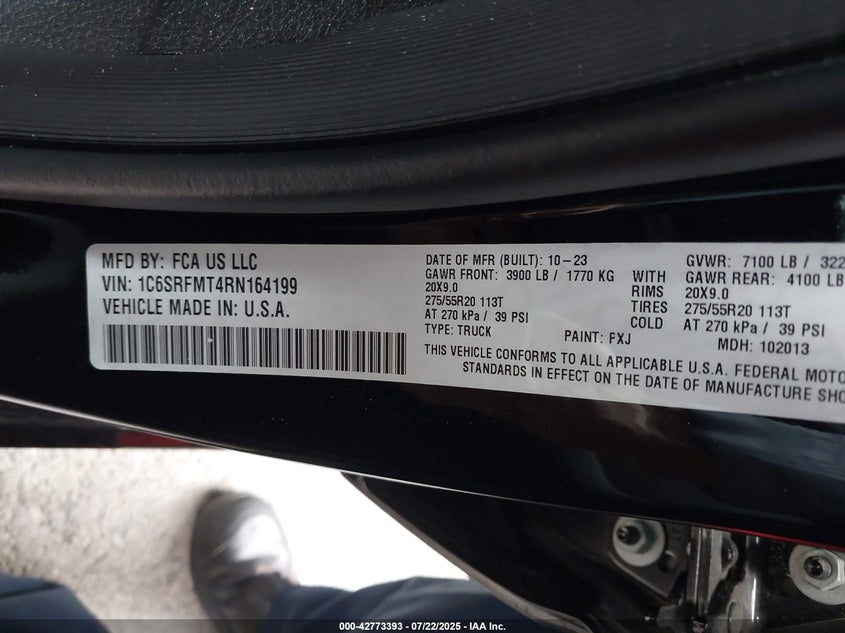 MFD BY: FCA US LLC
VIN: 1C6SRFMT4RN164199
VEHICLE MADE IN: U.S.A.
DATE OF MFR (BUILT): 10-23 GVWR: 7100 LB / 322
GAWR FRONT: 3900 LB / 1770 KG WITH GAWR REAR: 4100 LB
20X9.0 RIMS 20X9.0
275/55R20 113T TIRES 275/55R20 113T
AT 270 kPa / 39 PSI COLD AT 270 kPa / 39 PSI
TYPE: TRUCK PAINT: PXJ MDH: 102013
THIS VEHICLE CONFORMS TO ALL APPLICABLE U.S.A. FEDERAL MOTO
STANDARDS IN EFFECT ON THE DATE OF MANUFACTURE SHO
000-42773393 - 07/22/2025 - IAA Inc.